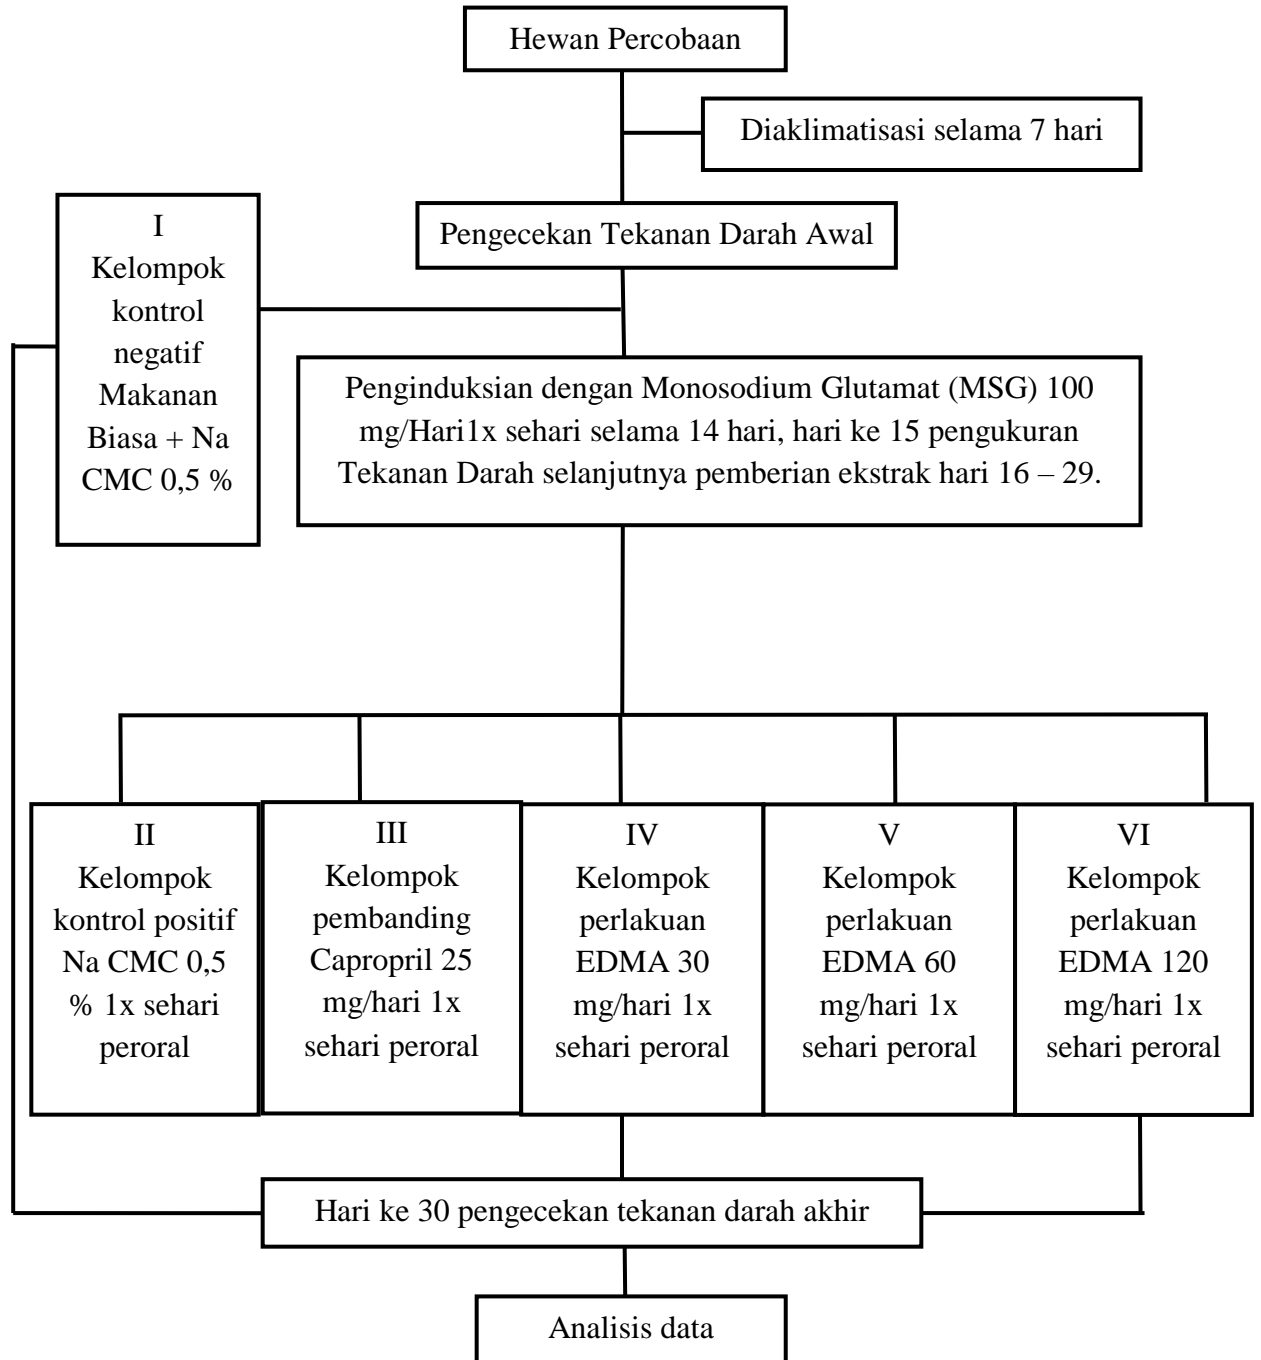 Hewan Percobaan
Diaklimatisasi selama 7 hari
Pengecekan Tekanan Darah Awal
I
Kelompok
kontrol
negatif
Makanan
Biasa + Na
CMC 0,5 %
Penginduksian dengan Monosodium Glutamat (MSG) 100
mg/Hari1x sehari selama 14 hari, hari ke 15 pengukuran
Tekanan Darah selanjutnya pemberian ekstrak hari 16 – 29.
II
Kelompok
kontrol positif
Na CMC 0,5
% 1x sehari
peroral
III
Kelompok
pembanding
Capropril 25
mg/hari 1x
sehari peroral
IV
Kelompok
perlakuan
EDMA 30
mg/hari 1x
sehari peroral
V
Kelompok
perlakuan
EDMA 60
mg/hari 1x
sehari peroral
VI
Kelompok
perlakuan
EDMA 120
mg/hari 1x
sehari peroral
Hari ke 30 pengecekan tekanan darah akhir
Analisis data